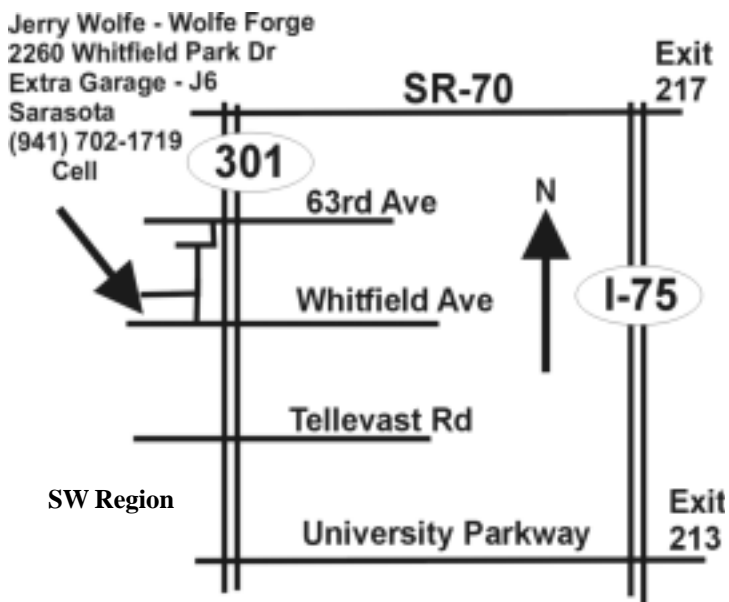 Jerry Wolfe - Wolfe Forge
2260 Whitfield Park Dr
Extra Garage - J6
Sarasota
(941) 702-1719
Cell
Exit
217
SR-70
301
63rd Ave
N
I-75
Whitfield Ave
Tellevast Rd
SW Region
University Parkway
Exit
213